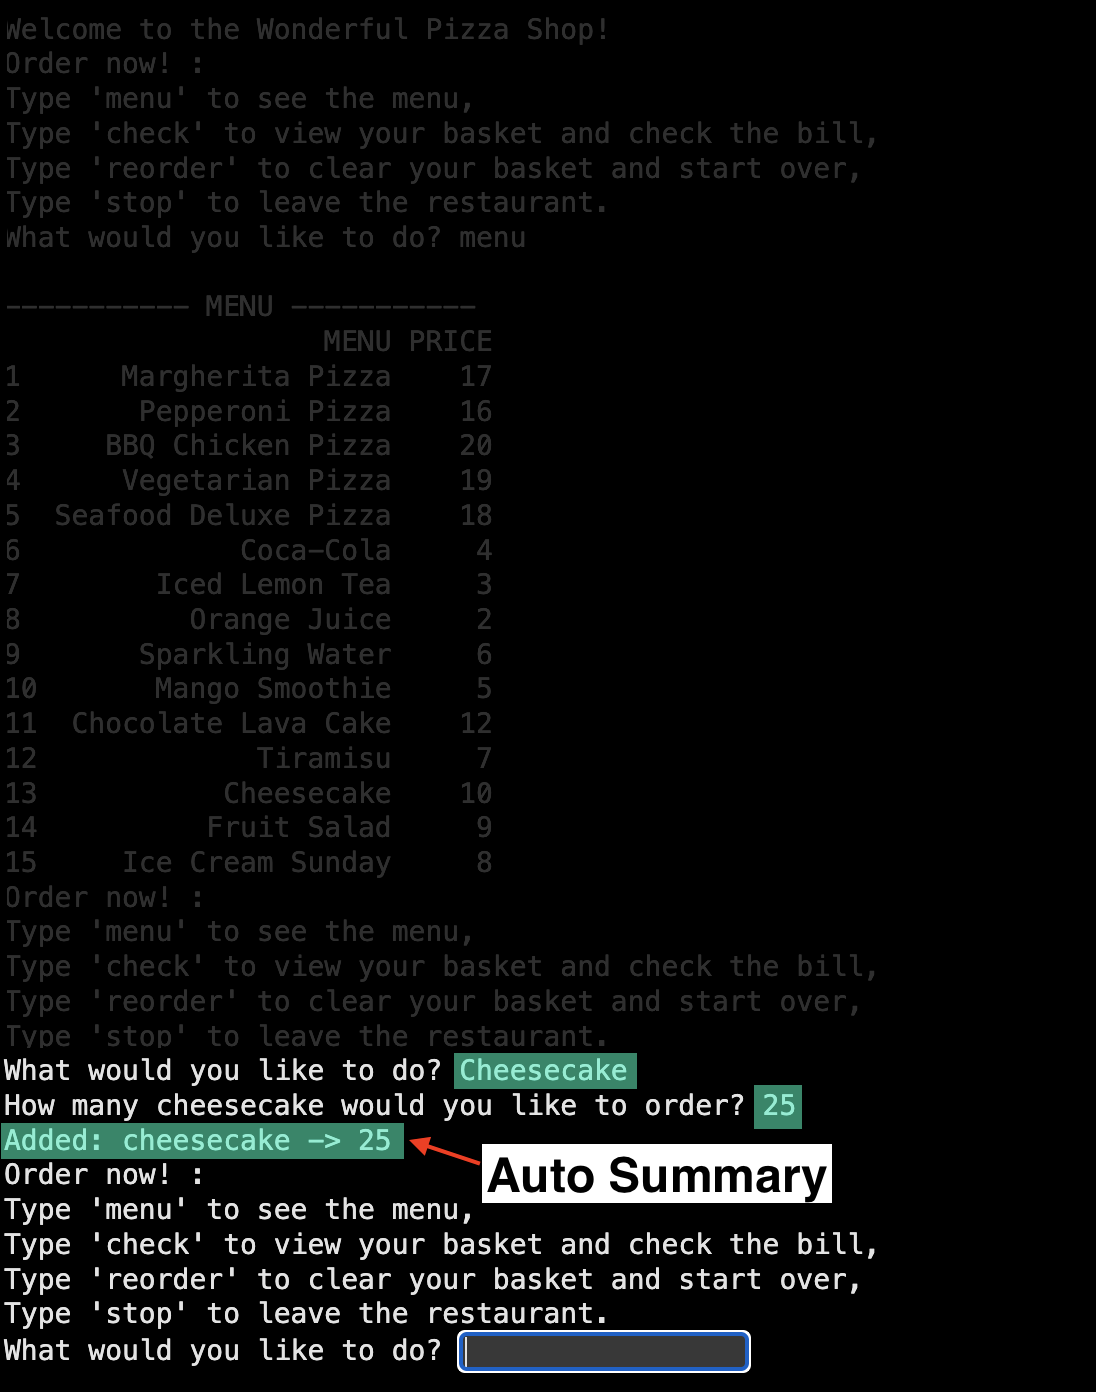 Welcome to the Wonderful Pizza Shop!
Order now! :
Type 'menu' to see the menu,
Type 'check' to view your basket and check the bill,
Type 'reorder' to clear your basket and start over,
Type 'stop' to leave the restaurant.
What would you like to do? menu
----------- MENU -----------
MENU PRICE
1 Margherita Pizza 17
2 Pepperoni Pizza 16
3 BBQ Chicken Pizza 20
4 Vegetarian Pizza 19
5 Seafood Deluxe Pizza 18
6 Coca-Cola 4
7 Iced Lemon Tea 3
8 Orange Juice 2
9 Sparkling Water 6
10 Mango Smoothie 5
11 Chocolate Lava Cake 12
12 Tiramisu 7
13 Cheesecake 10
14 Fruit Salad 9
15 Ice Cream Sunday 8
Order now! :
Type 'menu' to see the menu,
Type 'check' to view your basket and check the bill,
Type 'reorder' to clear your basket and start over,
Type 'stop' to leave the restaurant.
What would you like to do? Cheesecake
How many cheesecake would you like to order? 25
Added: cheesecake -> 25
Auto Summary
Order now! :
Type 'menu' to see the menu,
Type 'check' to view your basket and check the bill,
Type 'reorder' to clear your basket and start over,
Type 'stop' to leave the restaurant.
What would you like to do?